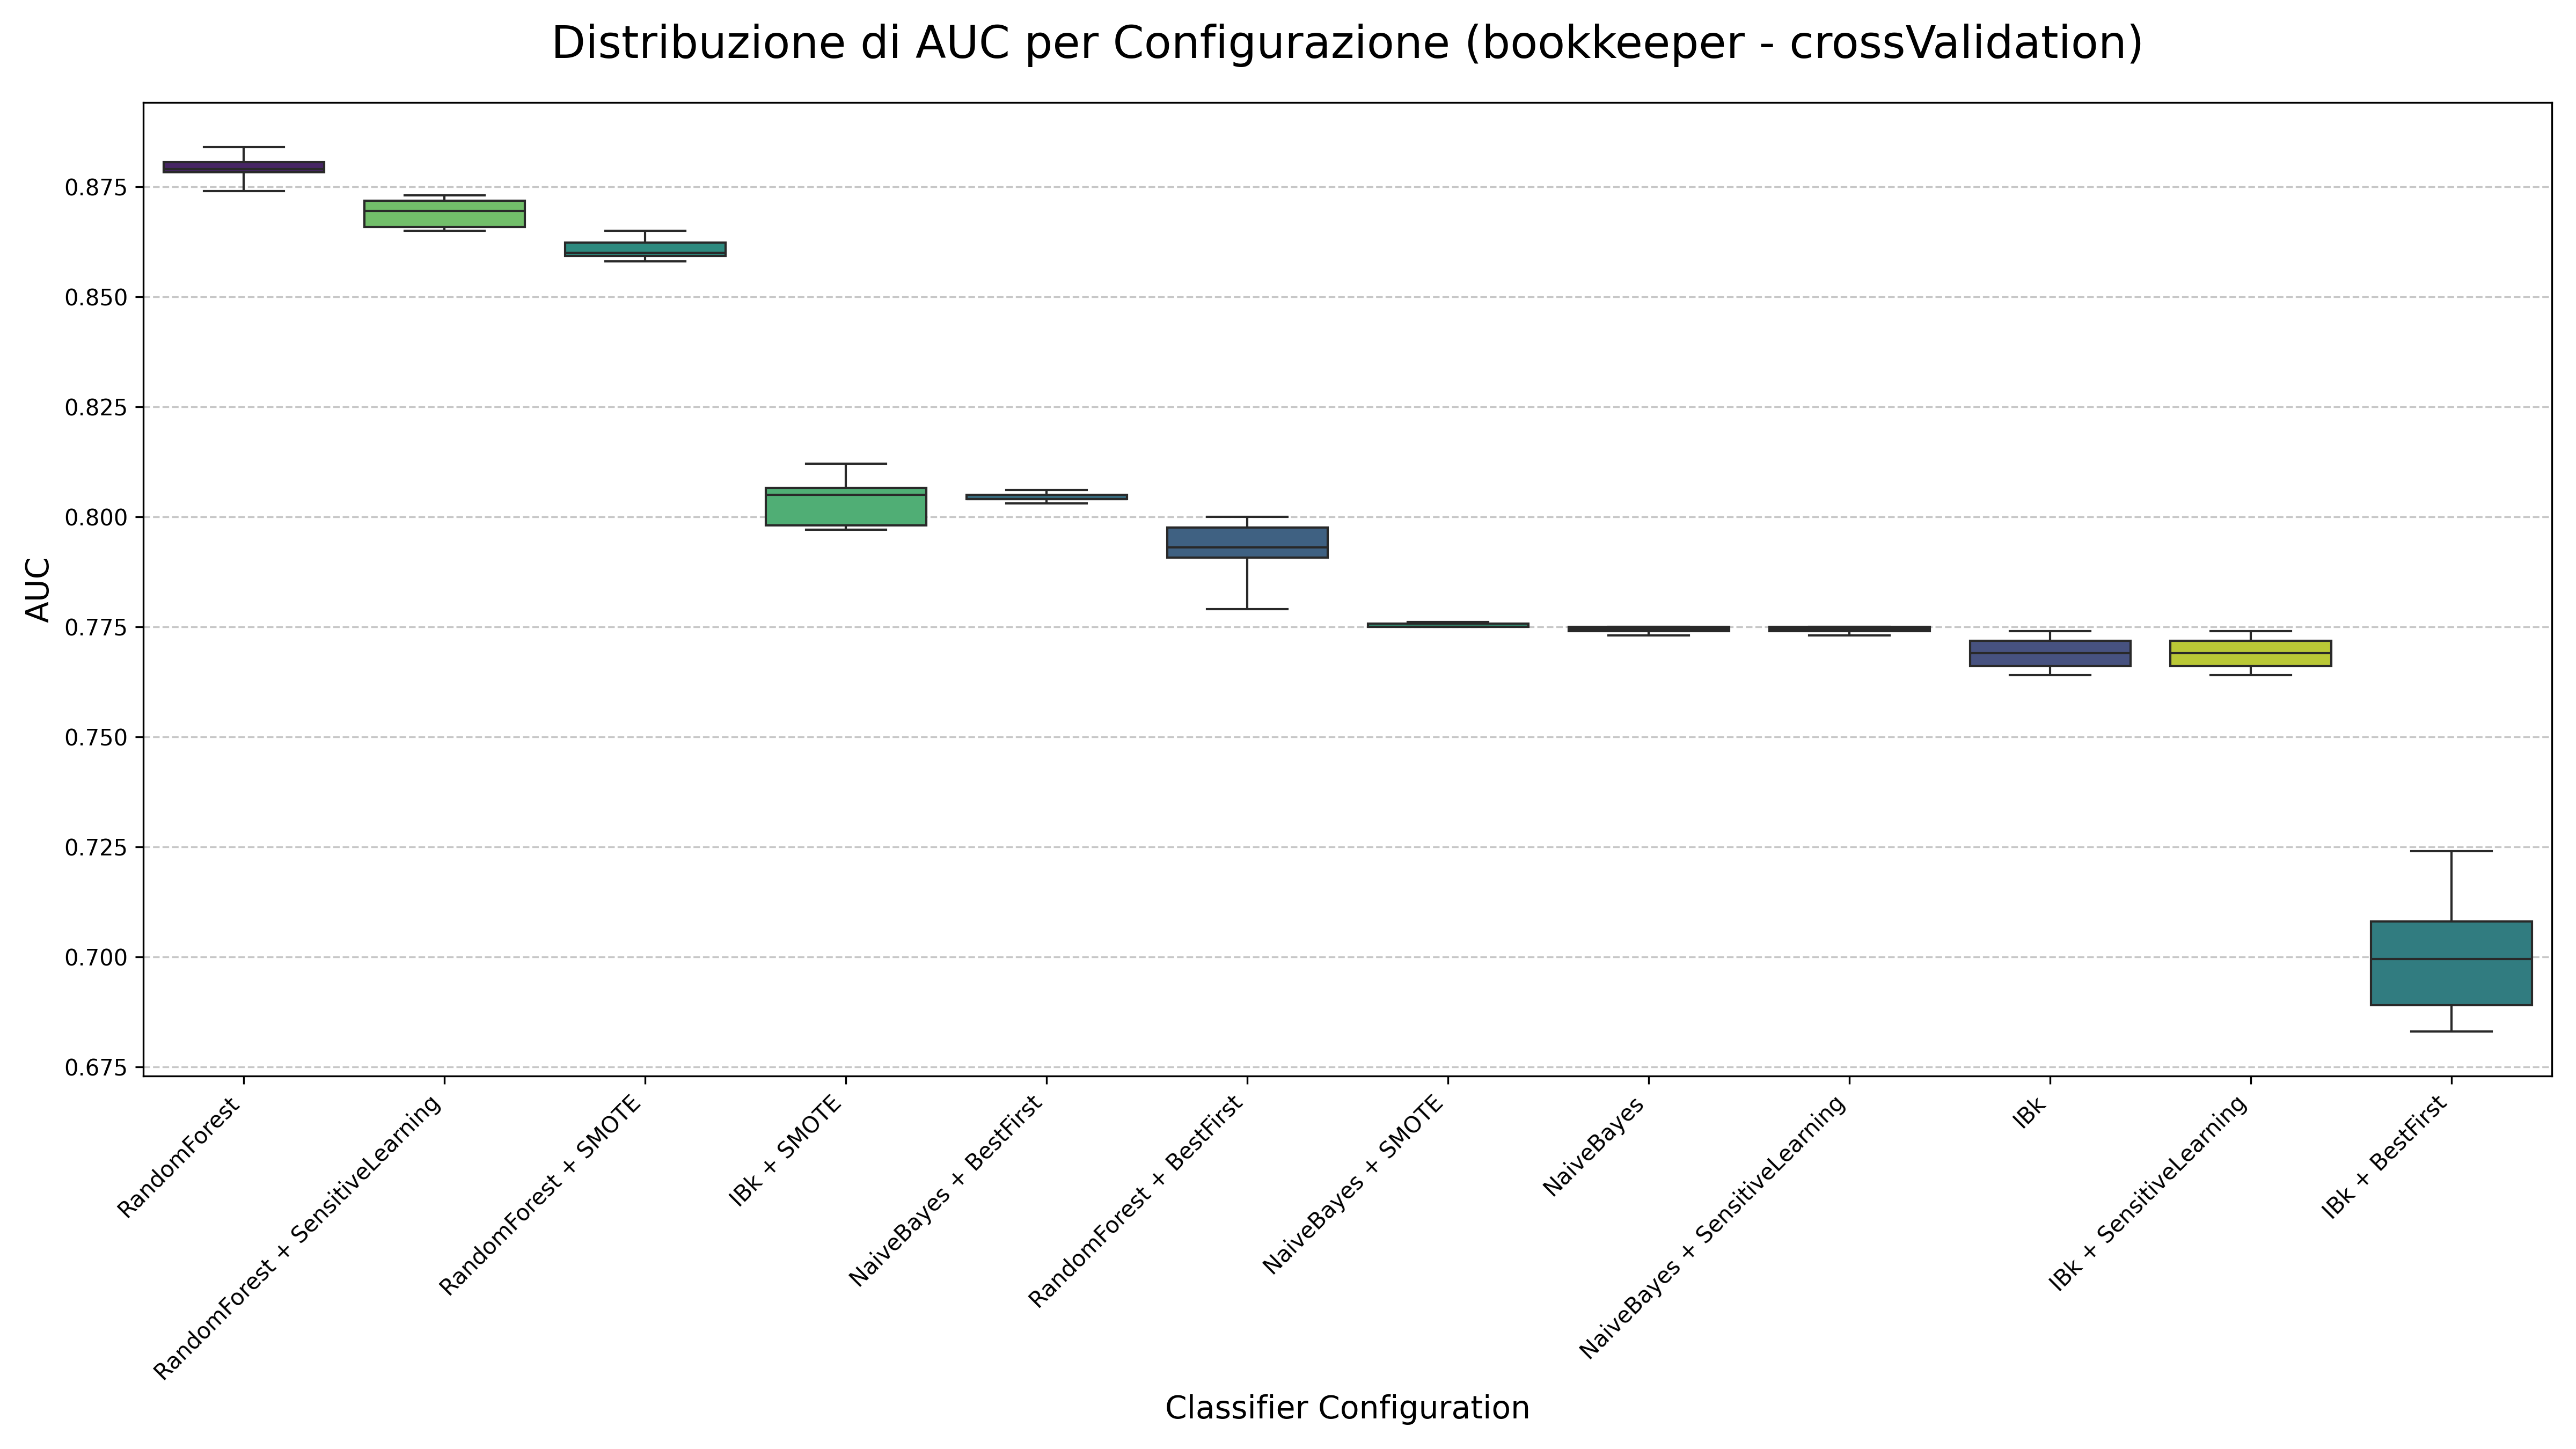 Distribuzione di AUC per Configurazione (bookkeeper - crossValidation)
AUC
0.875
0.850
0.825
0.800
0.775
0.750
0.725
0.700
0.675
RandomForest
RandomForest + SensitiveLearning
RandomForest + SMOTE
IBk + SMOTE
NaiveBayes + BestFirst
RandomForest + BestFirst
NaiveBayes + SMOTE
NaiveBayes
NaiveBayes + SensitiveLearning
IBk
IBk + SensitiveLearning
IBk + BestFirst
Classifier Configuration